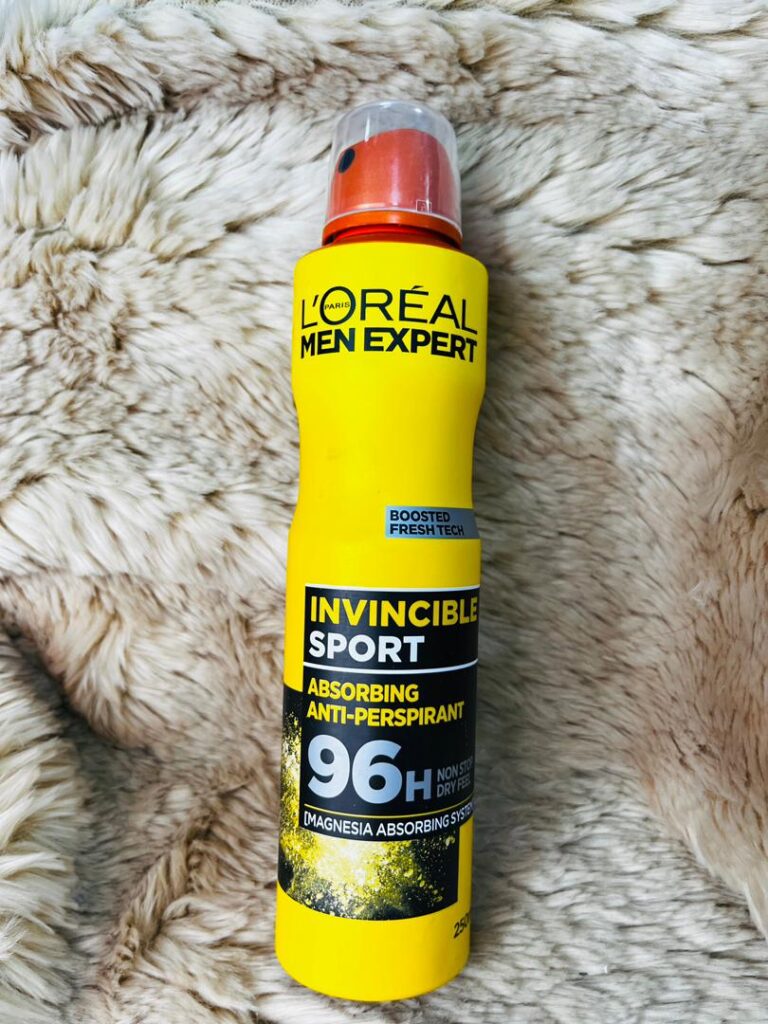 L'ORÉAL
PARIS
MEN EXPERT
BOOSTED
FRESH TECH
INVINCIBLE
SPORT
ABSORBING
ANTI-PERSPIRANT
96H NON STOP
DRY FEEL
[MAGNESIA ABSORBING SYSTEM
250